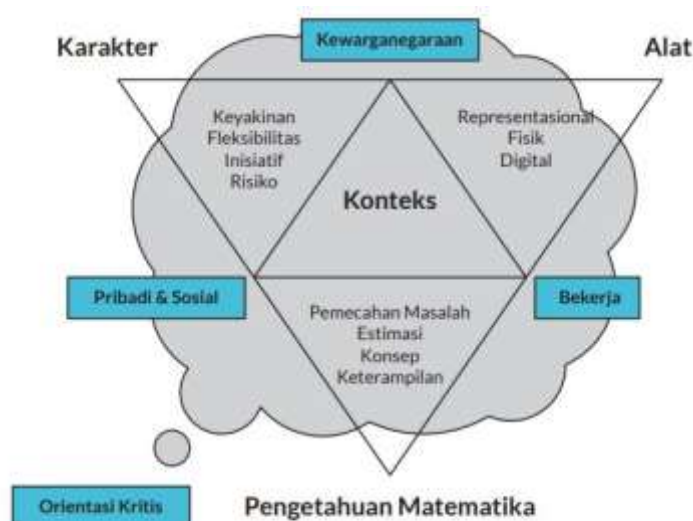 Kewarganegaraan
Karakter
Alat
Keyakinan
Fleksibilitas
Inisiatif
Risiko
Representasional
Fisik
Digital
Konteks
Pribadi & Sosial
Bekerja
Pemecahan Masalah
Estimasi
Konsep
Keterampilan
Orientasi Kritis
Pengetahuan Matematika